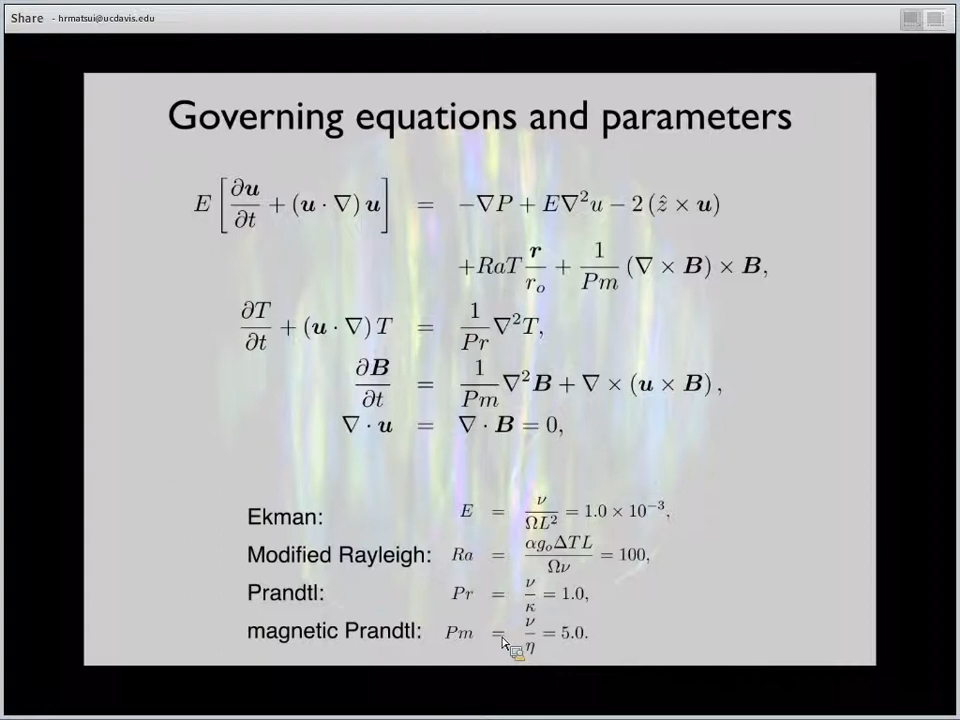 Share - hrmatsui@ucdavis.edu
Governing equations and parameters
E [∂u/∂t + (u · ∇) u] = −∇P + E∇²u − 2 (ẑ × u)
+RaT r/r_o + 1/Pm (∇ × B) × B,
∂T/∂t + (u · ∇) T = 1/Pr ∇²T,
∂B/∂t = 1/Pm ∇²B + ∇ × (u × B),
∇ · u = ∇ · B = 0,
Ekman: E = ν/ΩL² = 1.0 × 10⁻³,
Modified Rayleigh: Ra = αg_oΔTL/Ων = 100,
Prandtl: Pr = ν/κ = 1.0,
magnetic Prandtl: Pm = ν/η = 5.0.